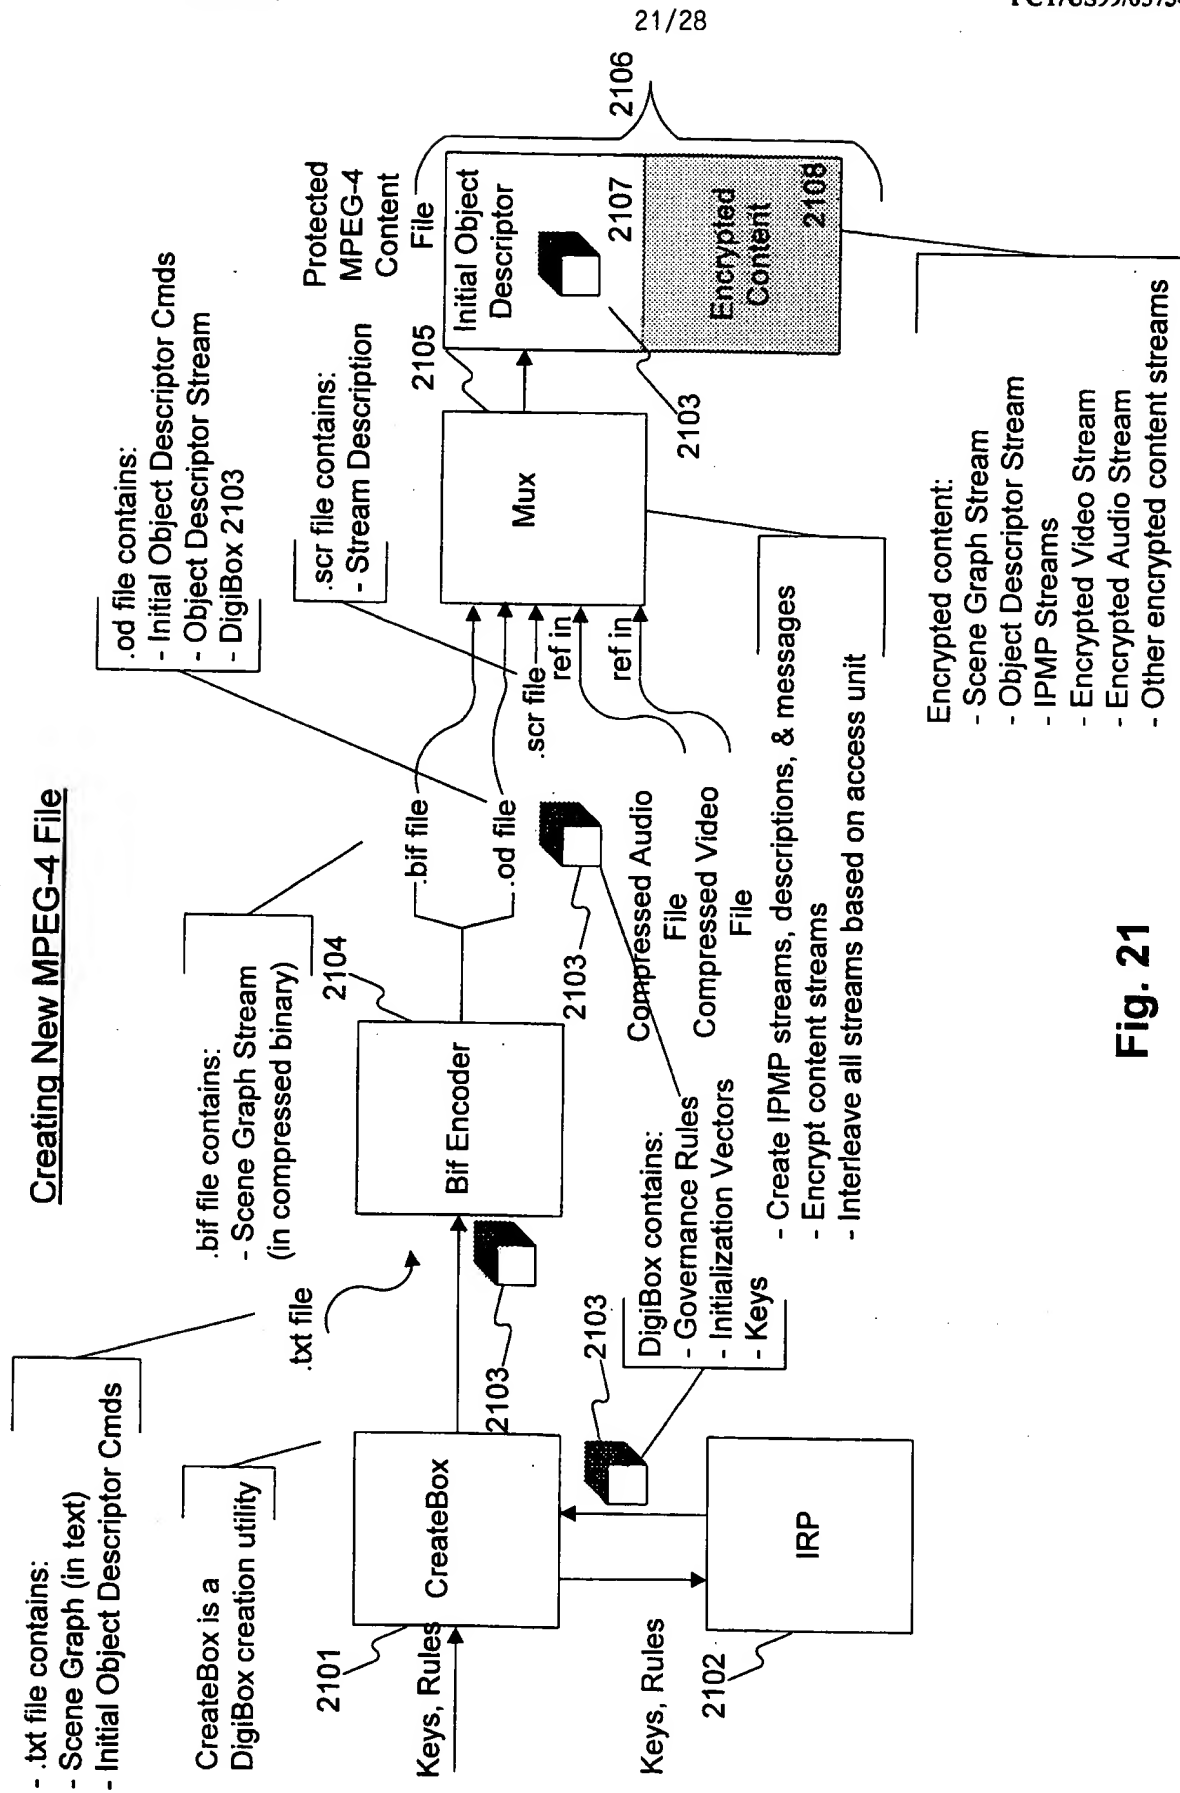 21/28
Creating New MPEG-4 File
- .txt file contains:
- Scene Graph (in text)
- Initial Object Descriptor Cmds
CreateBox is a
DigiBox creation utility
.txt file
.bif file contains:
- Scene Graph Stream
(in compressed binary)
.od file contains:
- Initial Object Descriptor Cmds
- Object Descriptor Stream
- DigiBox 2103
.scr file contains:
- Stream Description
2101
Keys, Rules
CreateBox
2103
Keys, Rules
2102
IRP
2103
DigiBox contains:
- Governance Rules
- Initialization Vectors
- Keys
2104
Bif Encoder
.bif file
.od file
2103
.scr file
ref in
ref in
Compressed Audio
File
Compressed Video
File
2105
Mux
- Create IPMP streams, descriptions, & messages
- Encrypt content streams
- Interleave all streams based on access unit
Protected
MPEG-4
Content
File
2106
Initial Object
Descriptor
2107
2103
Encrypted
Content
2108
Encrypted content:
- Scene Graph Stream
- Object Descriptor Stream
- IPMP Streams
- Encrypted Video Stream
- Encrypted Audio Stream
- Other encrypted content streams
Fig. 21